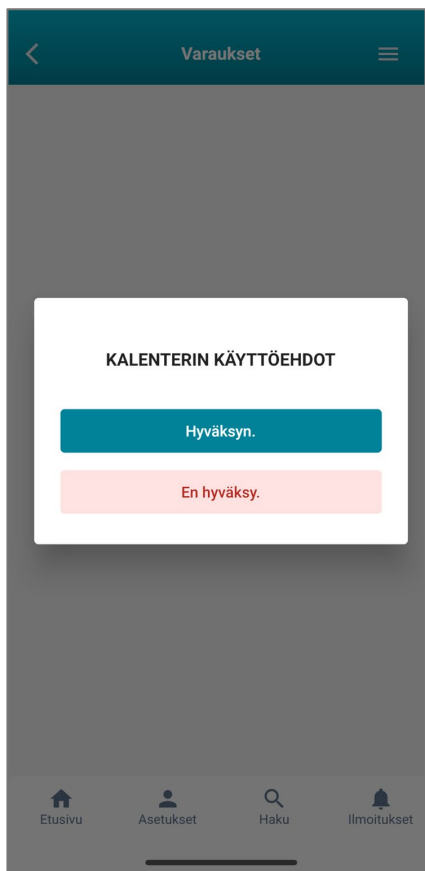 Varaukset
KALENTERIN KÄYTTÖEHDOT
Hyväksyn.
En hyväksy.
Etusivu
Asetukset
Haku
Ilmoitukset